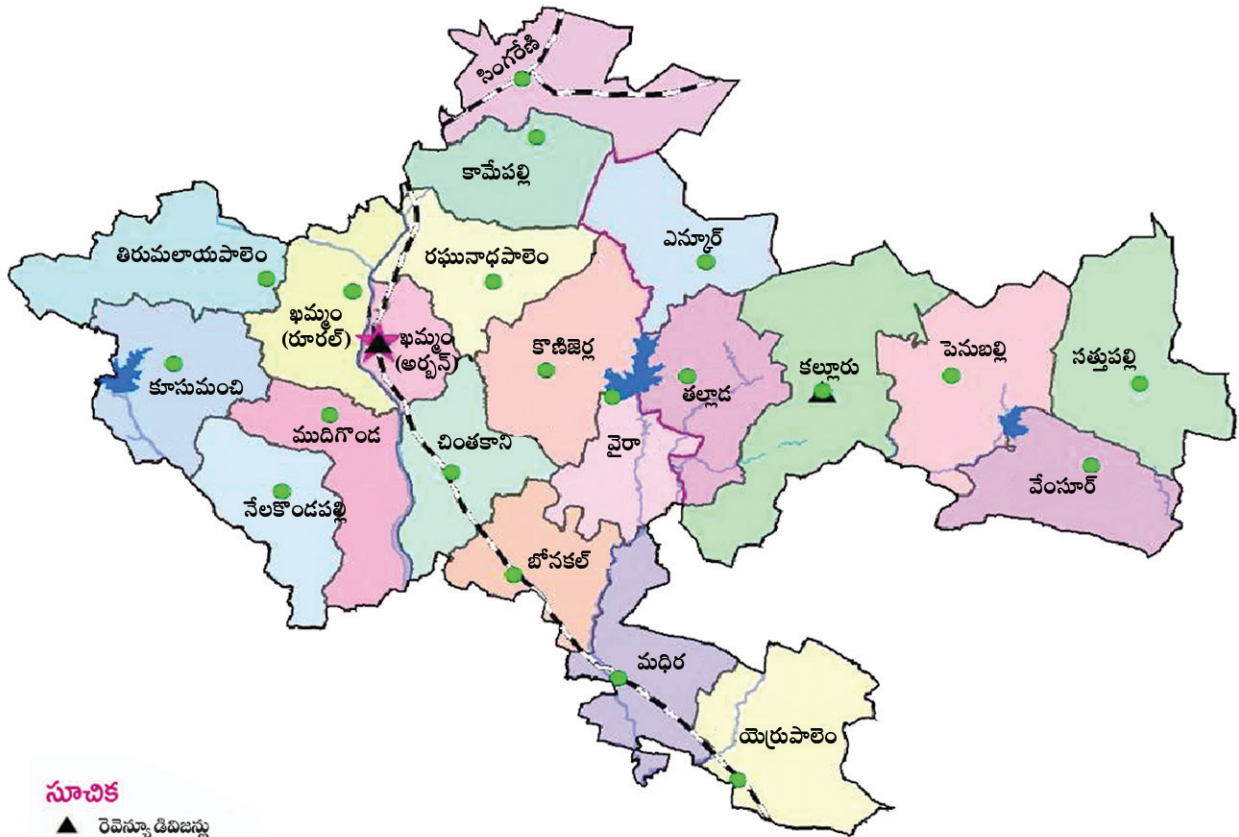 సింగరేణి
కామేపల్లి
ఎన్కూర్
తిరుమలాయపాలెం
రఘునాధపాలెం
ఖమ్మం
(రూరల్)
ఖమ్మం
(అర్బన్)
కొణిజెర్ల
తల్లాడ
కల్లూరు
పెనుబల్లి
సత్తుపల్లి
కూసుమంచి
ముదిగొండ
చింతకాని
వైరా
వేంసూర్
నేలకొండపల్లి
బోనకల్
మధిర
యెర్రుపాలెం
సూచిక
రెవెన్యూ డివిజన్లు